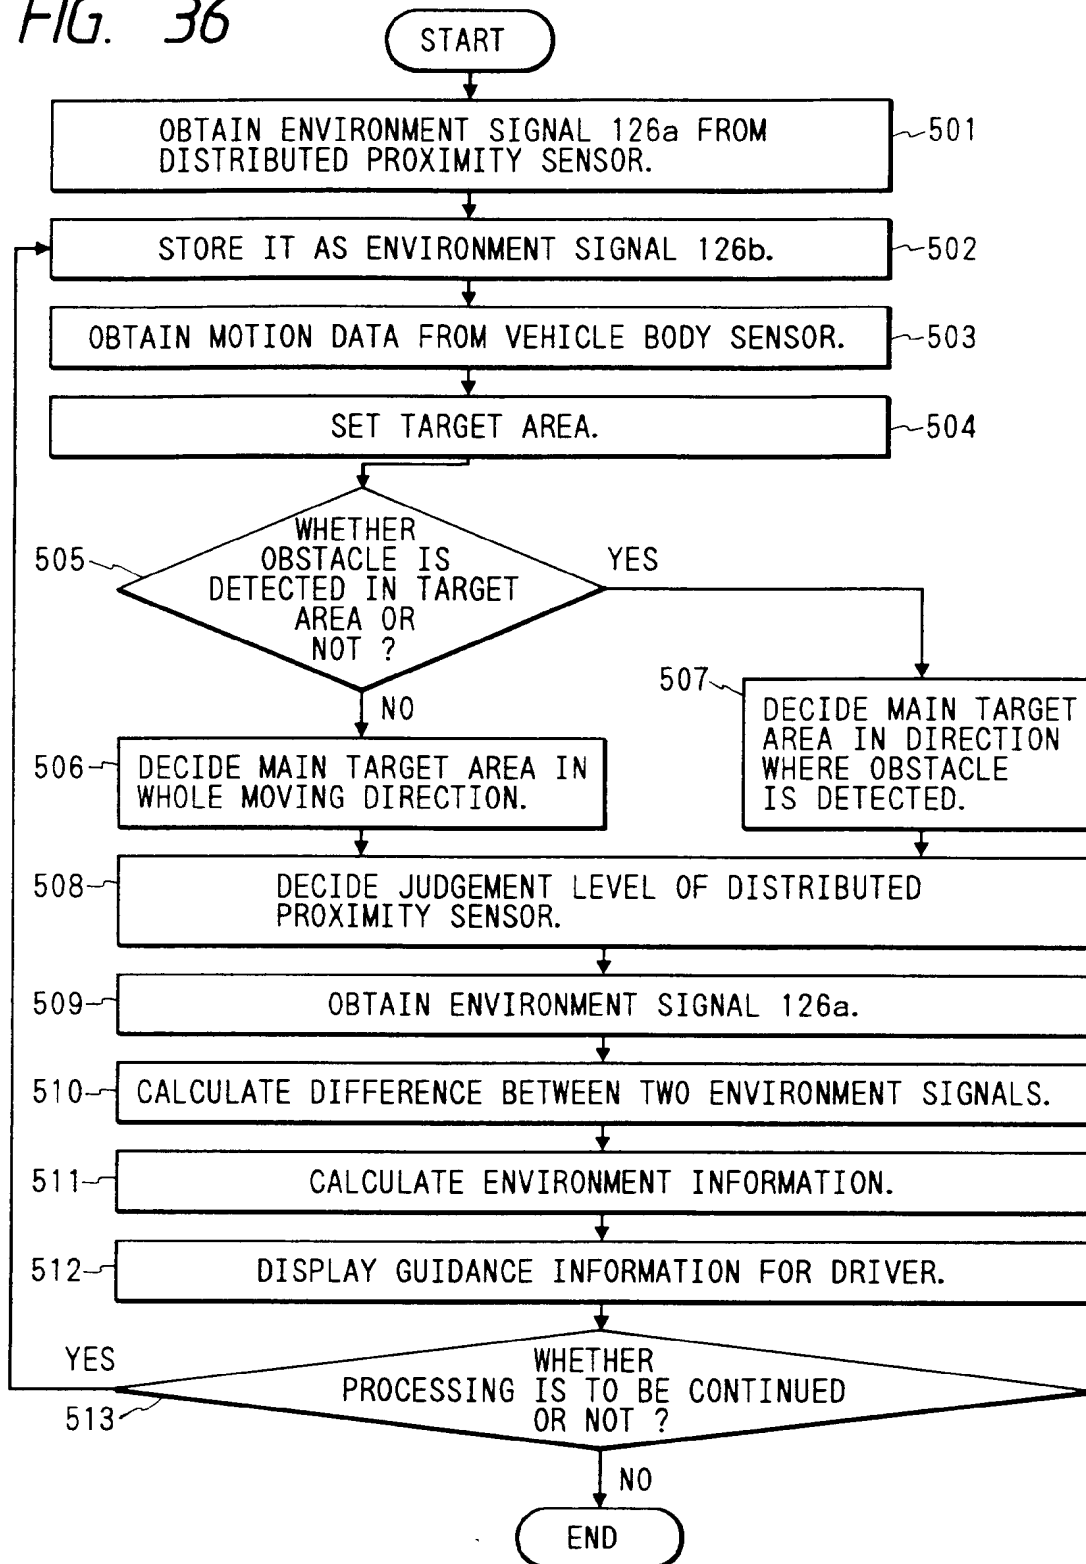 FIG. 36
START
OBTAIN ENVIRONMENT SIGNAL 126a FROM
DISTRIBUTED PROXIMITY SENSOR.
501
STORE IT AS ENVIRONMENT SIGNAL 126b.
502
OBTAIN MOTION DATA FROM VEHICLE BODY SENSOR.
503
SET TARGET AREA.
504
505
WHETHER
OBSTACLE IS
DETECTED IN TARGET
AREA OR
NOT ?
YES
NO
507
DECIDE MAIN TARGET
AREA IN DIRECTION
WHERE OBSTACLE
IS DETECTED.
506
DECIDE MAIN TARGET AREA IN
WHOLE MOVING DIRECTION.
508
DECIDE JUDGEMENT LEVEL OF DISTRIBUTED
PROXIMITY SENSOR.
509
OBTAIN ENVIRONMENT SIGNAL 126a.
510
CALCULATE DIFFERENCE BETWEEN TWO ENVIRONMENT SIGNALS.
511
CALCULATE ENVIRONMENT INFORMATION.
512
DISPLAY GUIDANCE INFORMATION FOR DRIVER.
YES
513
WHETHER
PROCESSING IS TO BE CONTINUED
OR NOT ?
NO
END